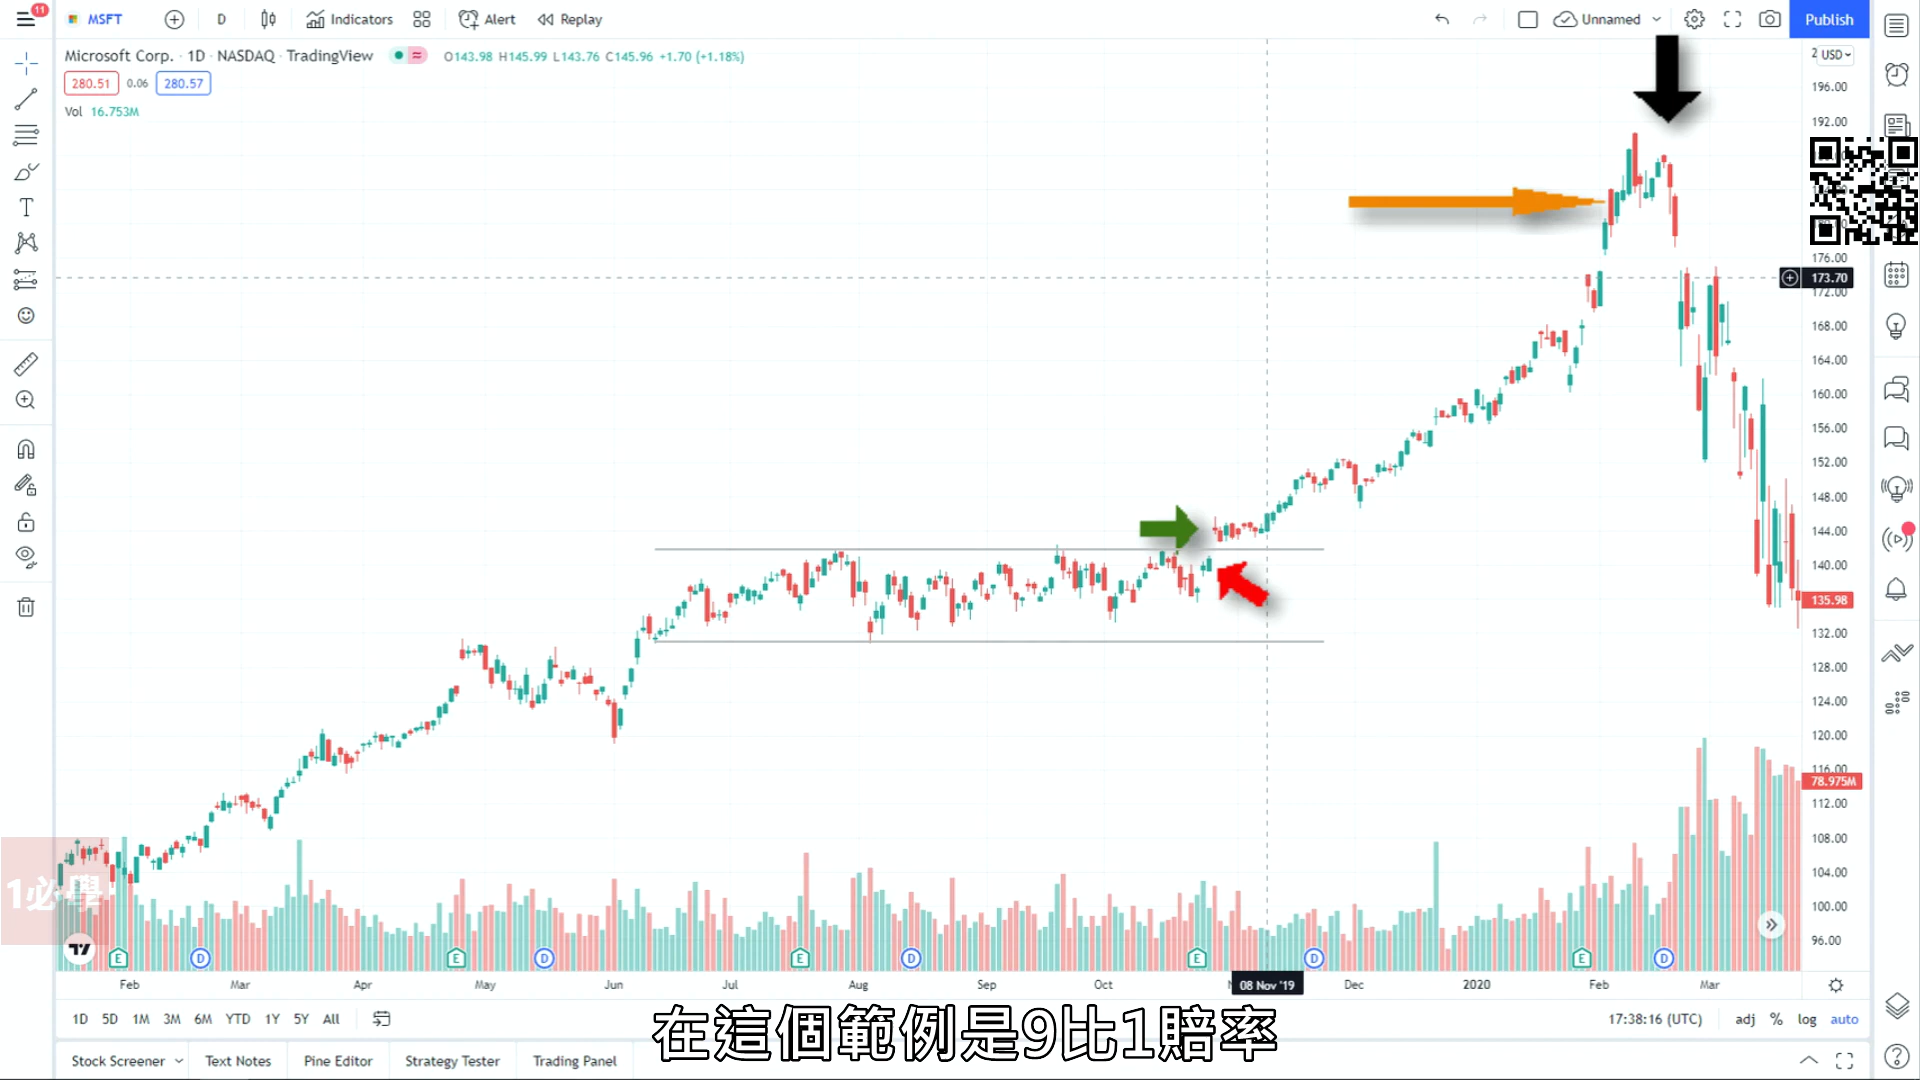 11
MSFT
D
Indicators
Alert
Replay
Unnamed
Publish
Microsoft Corp. · 1D · NASDAQ · TradingView
O143.98 H145.99 L143.76 C145.96 +1.70 (+1.18%)
280.51 0.06 280.57
Vol 16.753M
2 USD
196.00
192.00
176.00
173.70
172.00
168.00
164.00
160.00
156.00
152.00
148.00
144.00
140.00
135.98
132.00
128.00
124.00
120.00
116.00
78.975M
112.00
108.00
104.00
100.00
96.00
1必學
E D E D E D E D E D
Feb Mar Apr May Jun Jul Aug Sep Oct 08 Nov '19 Dec 2020 Feb Mar
1D 5D 1M 3M 6M YTD 1Y 5Y All
17:38:16 (UTC) adj % log auto
在這個範例是9比1賠率
Stock Screener Text Notes Pine Editor Strategy Tester Trading Panel